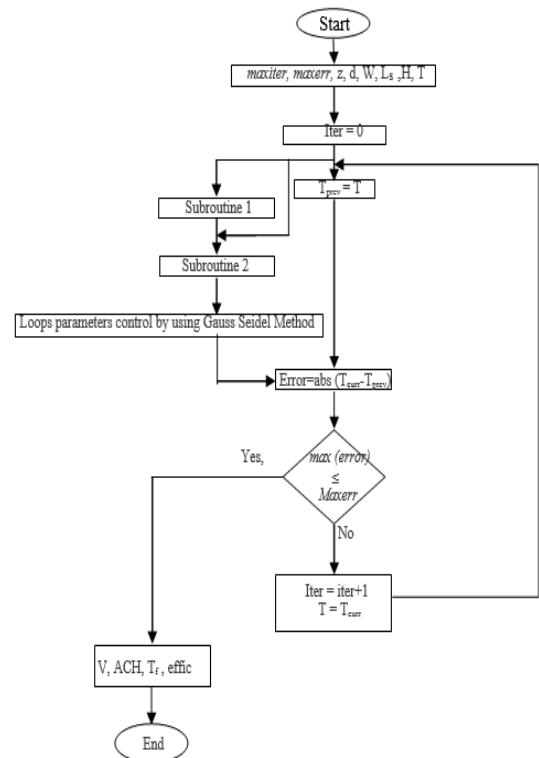 Start
maxiter, maxerr, z, d, W, Ls ,H, T
Iter = 0
Tprev = T
Subroutine 1
Subroutine 2
Loops parameters control by using Gauss Seidel Method
Error=abs (Tcurr-Tprev)
Yes,
max (error)
≤
Maxerr
No
Iter = iter+1
T = Tcurr
V, ACH, Tf , effic
End